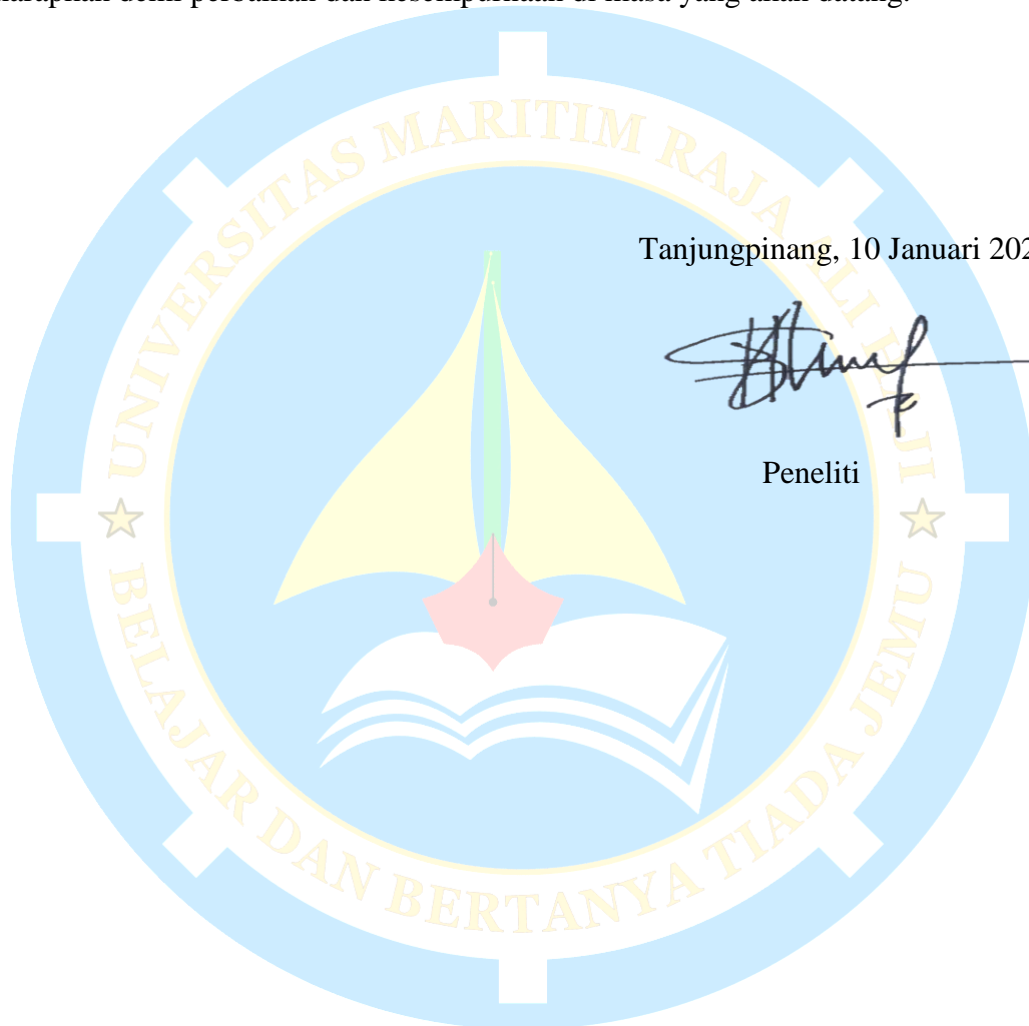 demi perbaikan dan kesempurnaan di masa yang akan datang.
UNIVERSITAS MARITIM RAJA ALI HAJI
Tanjungpinang, 10 Januari 202
Peneliti
BELAJAR DAN BERTANYA TIADA JEMU